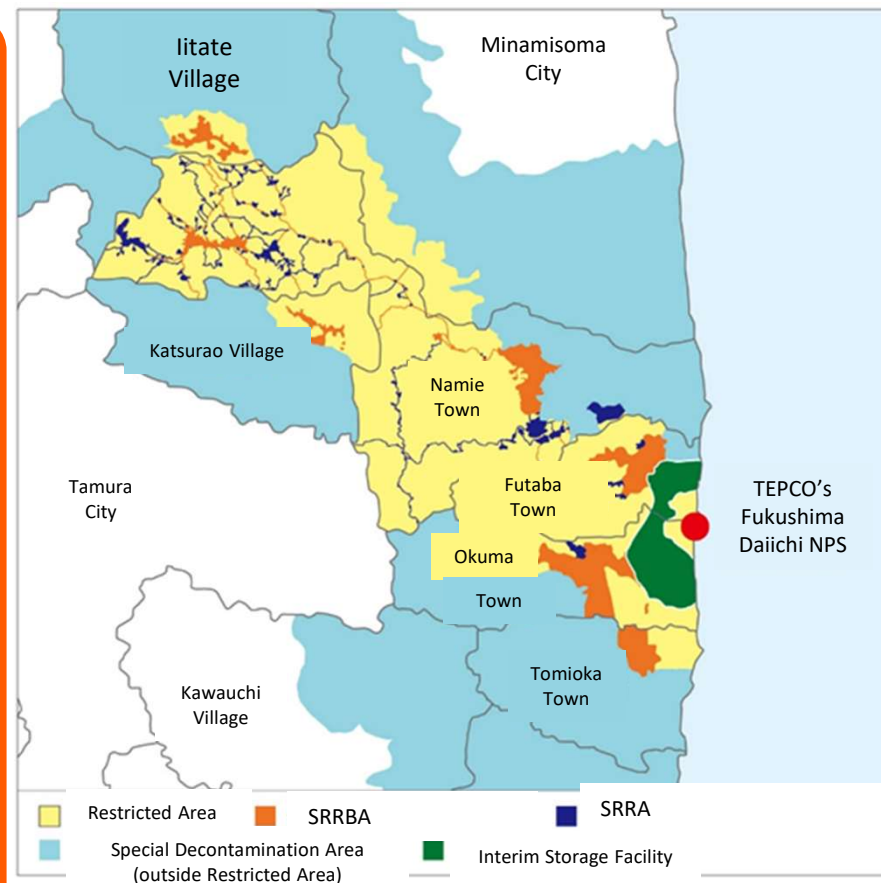 Iitate
Village
Minamisoma
City
Katsurao Village
Namie
Town
Tamura
City
Futaba
Town
TEPCO's
Fukushima
Daiichi NPS
Okuma
Town
Tomioka
Town
Kawauchi
Village
Restricted Area
SRRBA
SRRA
Special Decontamination Area
(outside Restricted Area)
Interim Storage Facility